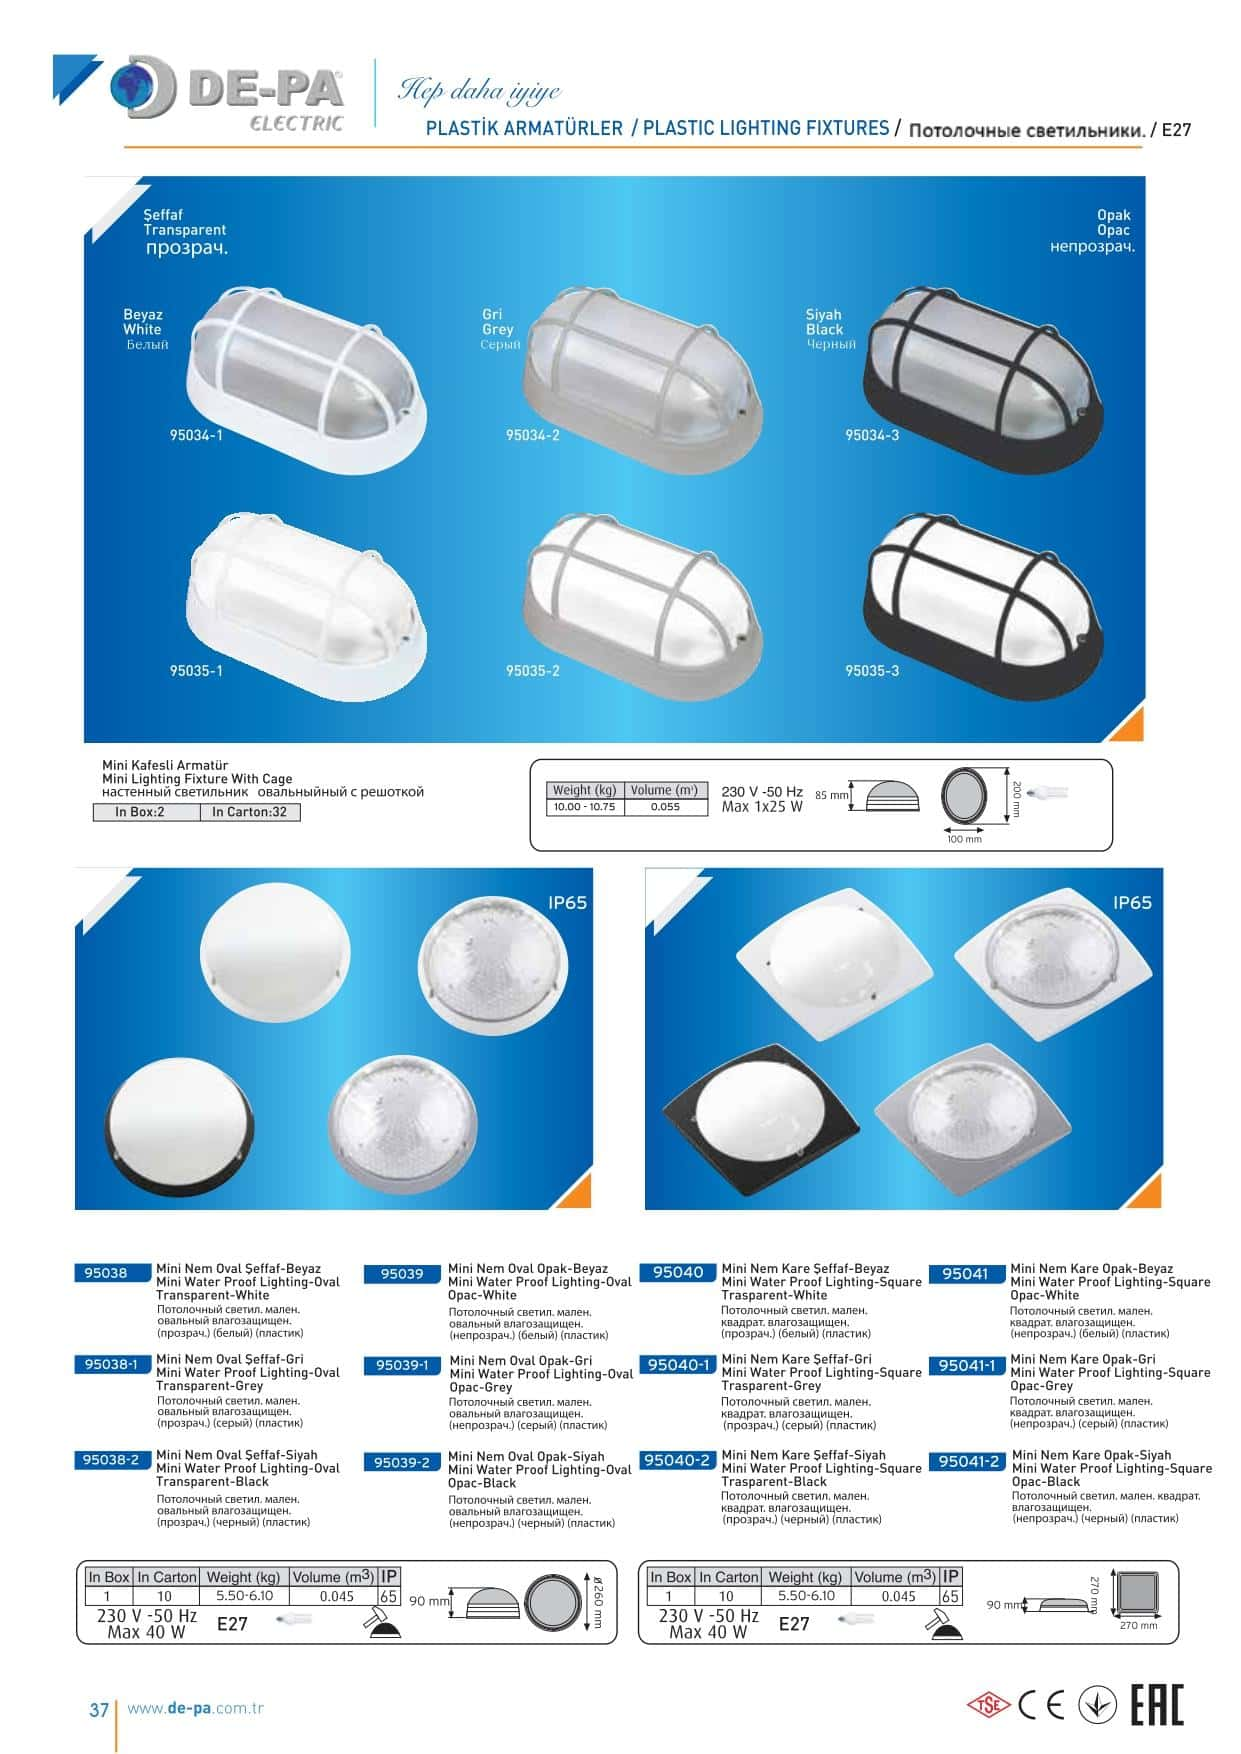 DE-PA
ELECTRIC
Hep daha iyiye
PLASTİK ARMATÜRLER / PLASTIC LIGHTING FIXTURES / Потолочные светильники. / E27
Şeffaf
Transparent
прозрач.
Opak
Opac
непрозрач.
Beyaz
White
Белый
Gri
Grey
Серый
Siyah
Black
Черный
95034-1
95034-2
95034-3
95035-1
95035-2
95035-3
Mini Kafesli Armatür
Mini Lighting Fixture With Cage
настенный светильник овальныйный с решоткой
In Box:2 In Carton:32
Weight (kg) Volume (m³)
10.00 - 10.75 0.055
230 V -50 Hz
Max 1x25 W
85 mm
200 mm
100 mm
IP65
IP65
95038 Mini Nem Oval Şeffaf-Beyaz
Mini Water Proof Lighting-Oval
Transparent-White
Потолочный светил. мален.
овальный влагозащищен.
(прозрач.) (белый) (пластик)
95039 Mini Nem Oval Opak-Beyaz
Mini Water Proof Lighting-Oval
Opac-White
Потолочный светил. мален.
овальный влагозащищен.
(непрозрач.) (белый) (пластик)
95040 Mini Nem Kare Şeffaf-Beyaz
Mini Water Proof Lighting-Square
Trasparent-White
Потолочный светил. мален.
квадрат. влагозащищен.
(прозрач.) (белый) (пластик)
95041 Mini Nem Kare Opak-Beyaz
Mini Water Proof Lighting-Square
Opac-White
Потолочный светил. мален.
квадрат. влагозащищен.
(непрозрач.) (белый) (пластик)
95038-1 Mini Nem Oval Şeffaf-Gri
Mini Water Proof Lighting-Oval
Transparent-Grey
Потолочный светил. мален.
овальный влагозащищен.
(прозрач.) (серый) (пластик)
95039-1 Mini Nem Oval Opak-Gri
Mini Water Proof Lighting-Oval
Opac-Grey
Потолочный светил. мален.
овальный влагозащищен.
(непрозрач.) (серый) (пластик)
95040-1 Mini Nem Kare Şeffaf-Gri
Mini Water Proof Lighting-Square
Trasparent-Grey
Потолочный светил. мален.
квадрат. влагозащищен.
(прозрач.) (серый) (пластик)
95041-1 Mini Nem Kare Opak-Gri
Mini Water Proof Lighting-Square
Opac-Grey
Потолочный светил. мален.
квадрат. влагозащищен.
(непрозрач.) (серый) (пластик)
95038-2 Mini Nem Oval Şeffaf-Siyah
Mini Water Proof Lighting-Oval
Transparent-Black
Потолочный светил. мален.
овальный влагозащищен.
(прозрач.) (черный) (пластик)
95039-2 Mini Nem Oval Opak-Siyah
Mini Water Proof Lighting-Oval
Opac-Black
Потолочный светил. мален.
овальный влагозащищен.
(непрозрач.) (черный) (пластик)
95040-2 Mini Nem Kare Şeffaf-Siyah
Mini Water Proof Lighting-Square
Trasparent-Black
Потолочный светил. мален.
квадрат. влагозащищен.
(прозрач.) (черный) (пластик)
95041-2 Mini Nem Kare Opak-Siyah
Mini Water Proof Lighting-Square
Opac-Black
Потолочный светил. мален. квадрат.
влагозащищен.
(непрозрач.) (черный) (пластик)
In Box In Carton Weight (kg) Volume (m3) IP
1 10 5.50-6.10 0.045 65
230 V -50 Hz
Max 40 W
E27
90 mm
Ø 260 mm
In Box In Carton Weight (kg) Volume (m3) IP
1 10 5.50-6.10 0.045 65
230 V -50 Hz
Max 40 W
E27
90 mm
270 mm
270 mm
37 www.de-pa.com.tr
TSE CE EAC